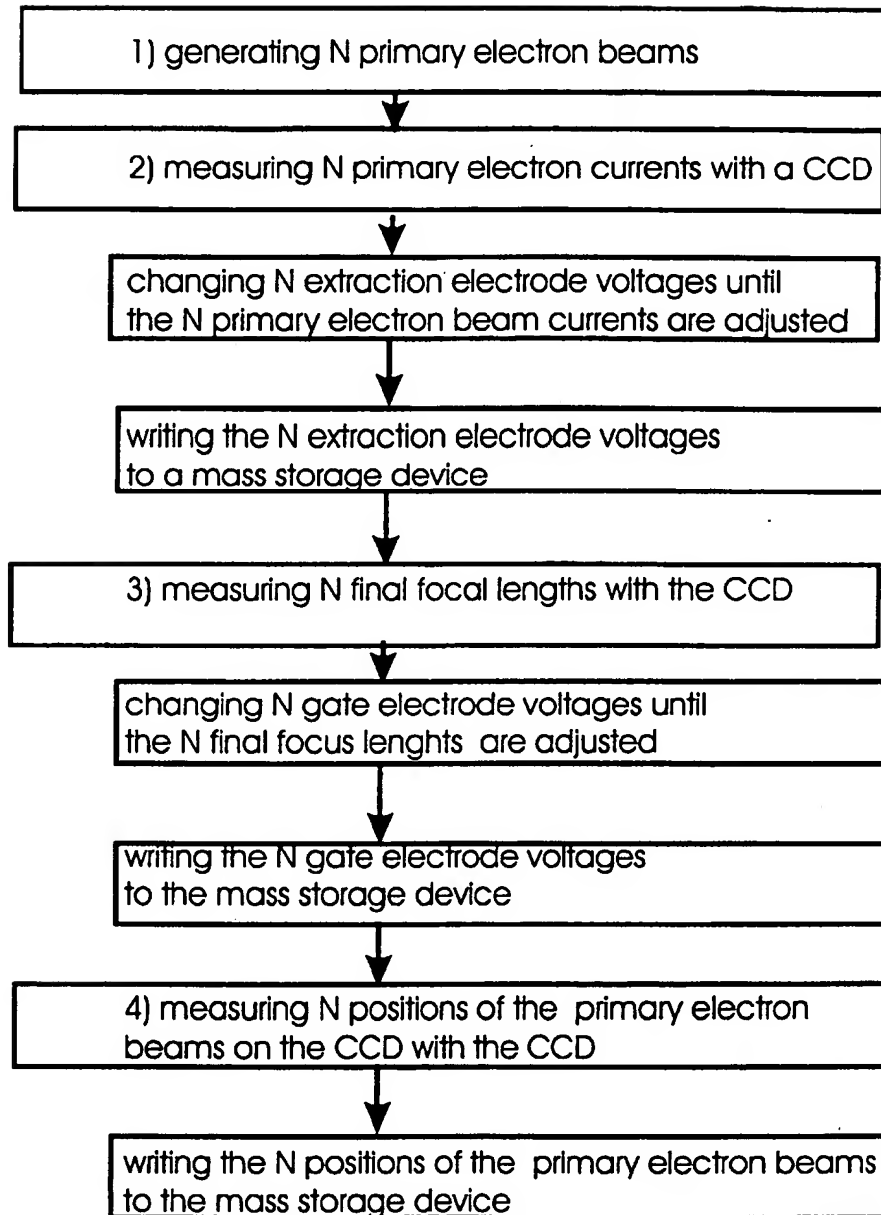 1) generating N primary electron beams
2) measuring N primary electron currents with a CCD
changing N extraction electrode voltages until
the N primary electron beam currents are adjusted
writing the N extraction electrode voltages
to a mass storage device
3) measuring N final focal lengths with the CCD
changing N gate electrode voltages until
the N final focus lenghts are adjusted
writing the N gate electrode voltages
to the mass storage device
4) measuring N positions of the primary electron
beams on the CCD with the CCD
writing the N positions of the primary electron beams
to the mass storage device